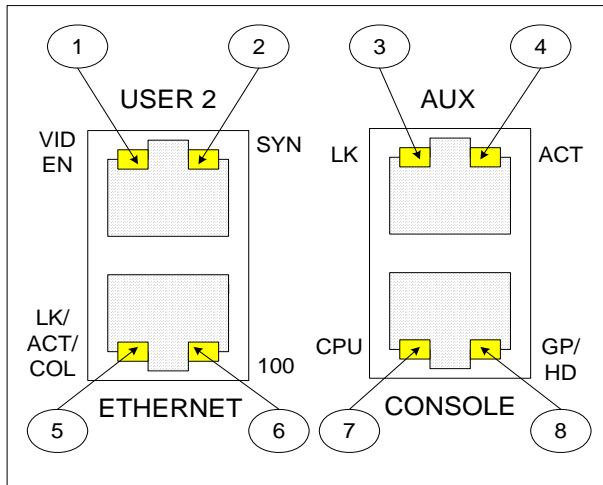 1
2
3
4
USER 2
AUX
VID
EN
SYN
LK
ACT
LK/
ACT/
COL
100
CPU
GP/
HD
ETHERNET
CONSOLE
5
6
7
8